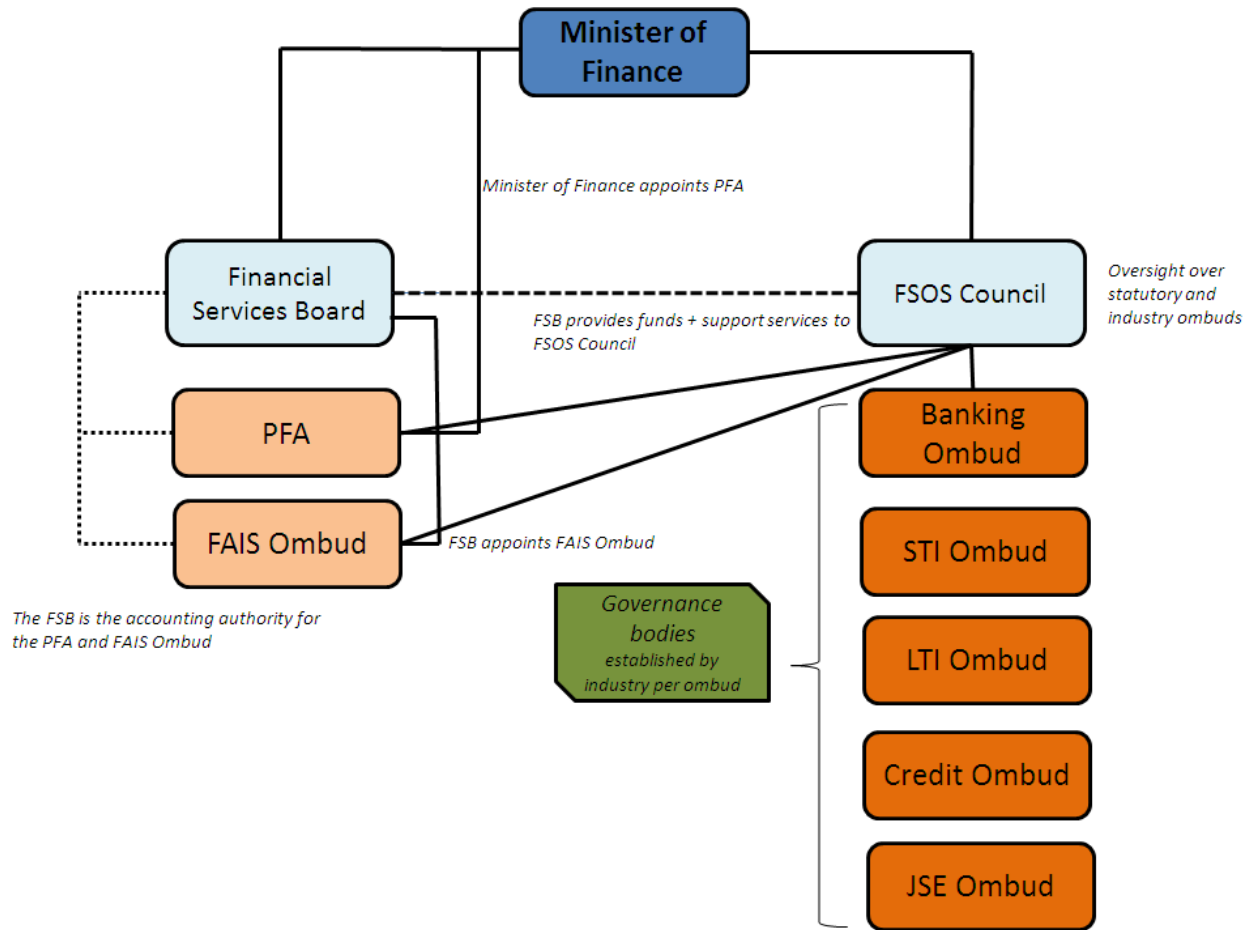 Minister of
Finance
Minister of Finance appoints PFA
Financial
Services Board
FSOS Council
Oversight over
statutory and
industry ombuds
FSB provides funds + support services to
FSOS Council
PFA
Banking
Ombud
FAIS Ombud
FSB appoints FAIS Ombud
STI Ombud
The FSB is the accounting authority for
the PFA and FAIS Ombud
Governance
bodies
established by
industry per ombud
LTI Ombud
Credit Ombud
JSE Ombud